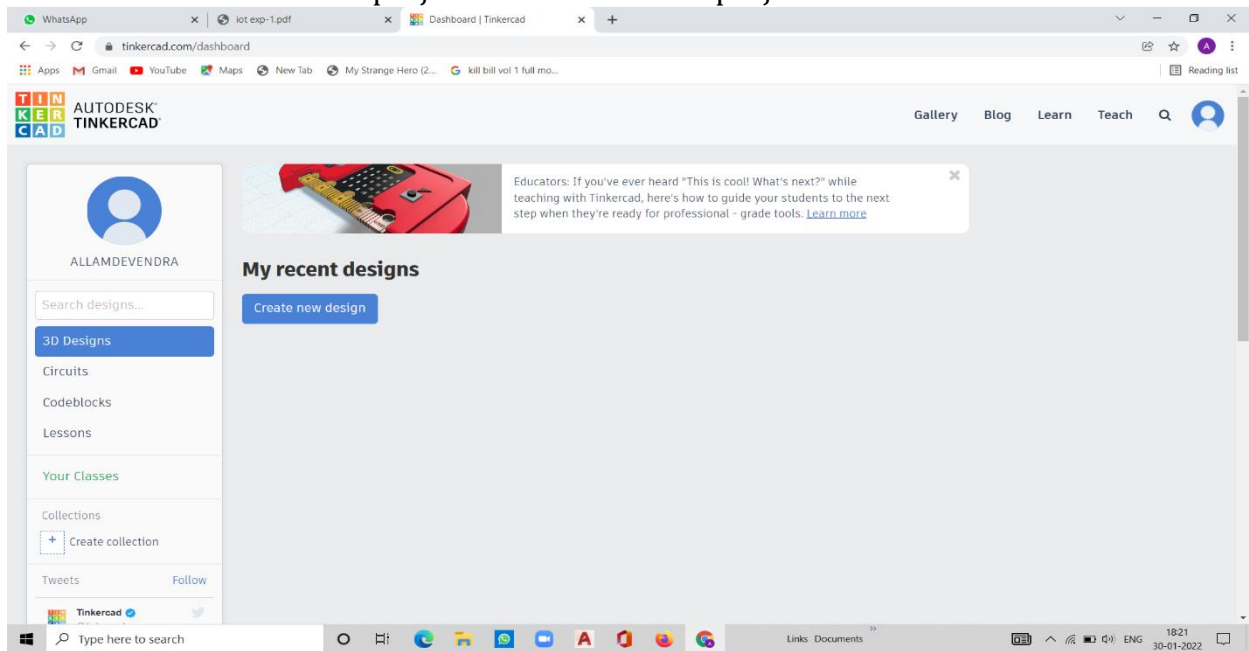 WhatsApp
iot exp-1.pdf
Dashboard | Tinkercad
tinkercad.com/dashboard
A
Apps
Gmail
YouTube
Maps
New Tab
My Strange Hero (2...
kill bill vol 1 full mo...
Reading list
TIN
KER
CAD
AUTODESK
TINKERCAD
Gallery
Blog
Learn
Teach
Educators: If you've ever heard "This is cool! What's next?" while
teaching with Tinkercad, here's how to guide your students to the next
step when they're ready for professional - grade tools. Learn more
ALLAMDEVENDRA
Search designs...
3D Designs
Circuits
Codeblocks
Lessons
Your Classes
Collections
+ Create collection
Tweets
Follow
Tinkercad
My recent designs
Create new design
Type here to search
Links Documents
ENG
18:21
30-01-2022